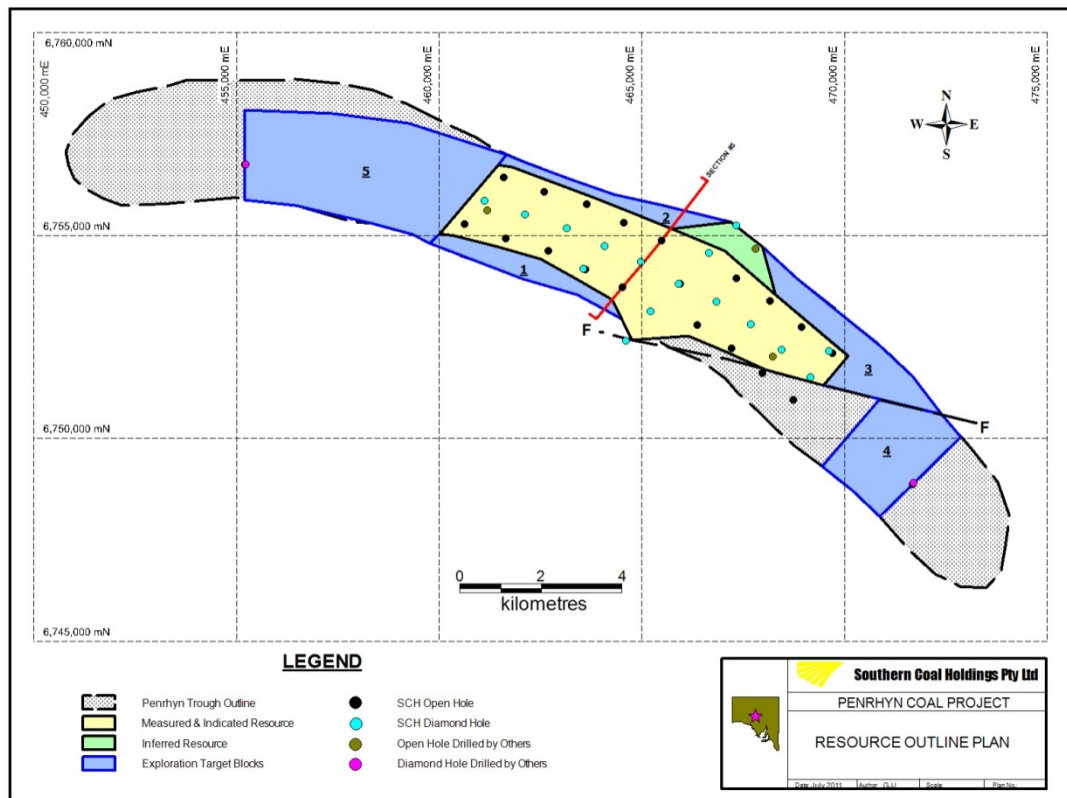 6,760,000 mN
450,000 mE
455,000 mE
460,000 mE
465,000 mE
470,000 mE
475,000 mE
N
W E
S
SECTION #5
5
2
1
6,755,000 mN
F
3
F
4
6,750,000 mN
0 2 4
kilometres
6,745,000 mN
LEGEND
Penrhyn Trough Outline
Measured & Indicated Resource
Inferred Resource
Exploration Target Blocks
SCH Open Hole
SCH Diamond Hole
Open Hole Drilled by Others
Diamond Hole Drilled by Others
Southern Coal Holdings Pty Ltd
PENRHYN COAL PROJECT
RESOURCE OUTLINE PLAN
Date: July 2011 Author: Scale: Plan No.: